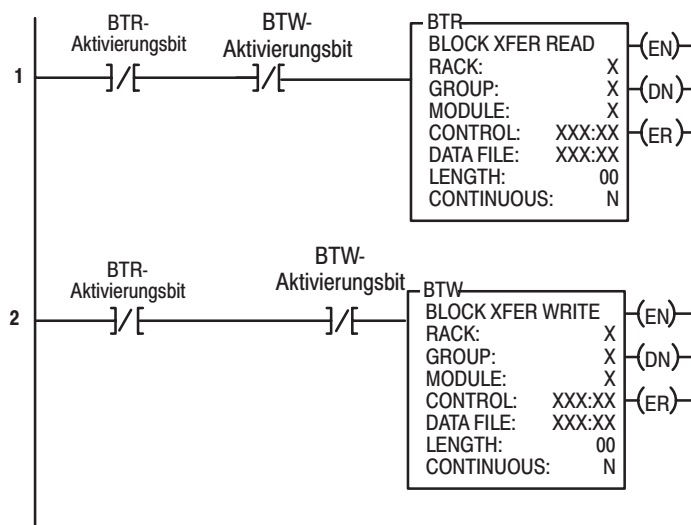 BTR-
Aktivierungsbit
BTW-
Aktivierungsbit
1
BTR
BLOCK XFER READ
RACK: X
GROUP: X
MODULE: X
CONTROL: XXX:XX
DATA FILE: XXX:XX
LENGTH: 00
CONTINUOUS: N
(EN)
(DN)
(ER)
BTR-
Aktivierungsbit
BTW-
Aktivierungsbit
2
BTW
BLOCK XFER WRITE
RACK: X
GROUP: X
MODULE: X
CONTROL: XXX:XX
DATA FILE: XXX:XX
LENGTH: 00
CONTINUOUS: N
(EN)
(DN)
(ER)